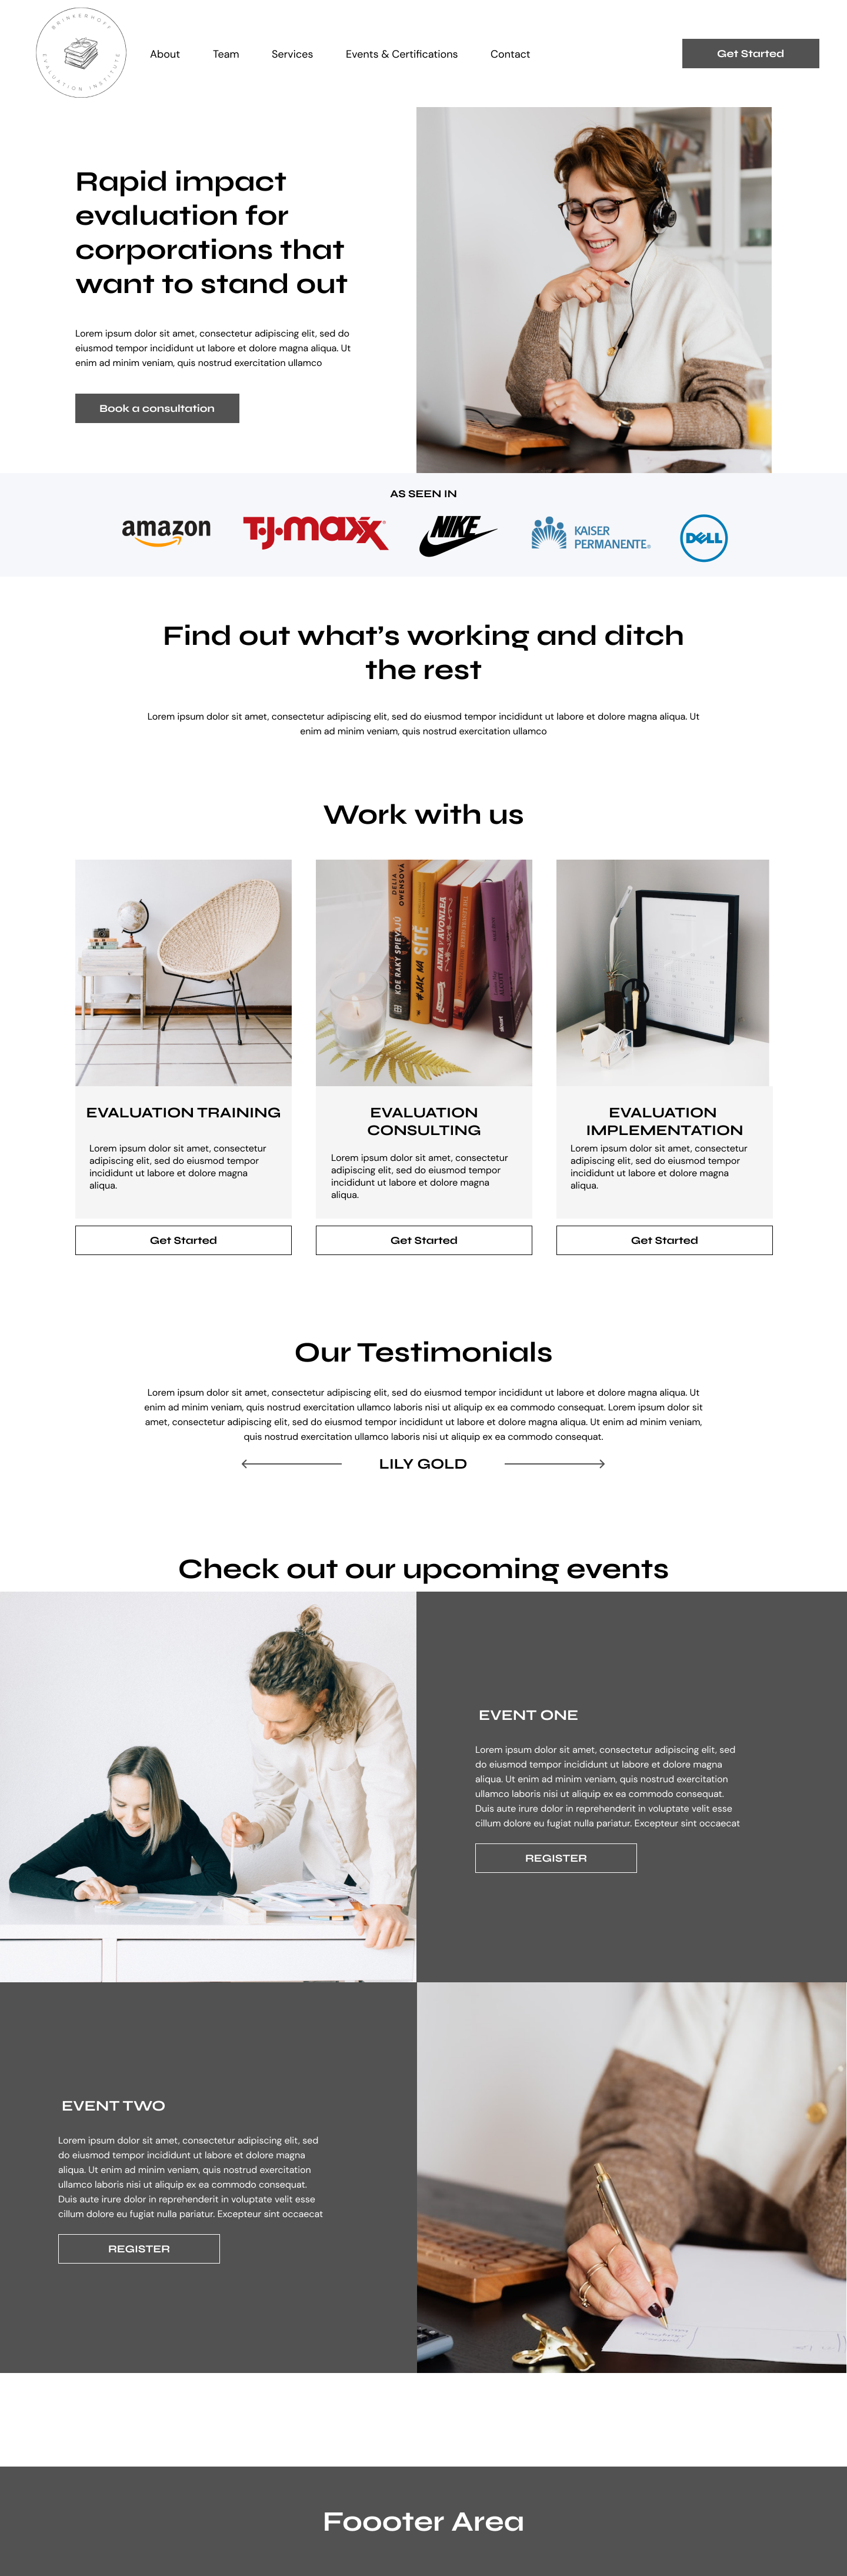 BRINKERHOFF
EVALUATION INSTITUTE
About Team Services Events & Certifications Contact
Get Started
Rapid impact
evaluation for
corporations that
want to stand out
Lorem ipsum dolor sit amet, consectetur adipiscing elit, sed do
eiusmod tempor incididunt ut labore et dolore magna aliqua. Ut
enim ad minim veniam, quis nostrud exercitation ullamco
Book a consultation
AS SEEN IN
amazon
T·J·maxx
NIKE
KAISER
PERMANENTE®
DELL
Find out what's working and ditch
the rest
Lorem ipsum dolor sit amet, consectetur adipiscing elit, sed do eiusmod tempor incididunt ut labore et dolore magna aliqua. Ut
enim ad minim veniam, quis nostrud exercitation ullamco
Work with us
DELIA
OWENSOVÁ
KDE RAKY SPIEVAJÚ
#JAK NA SÍTĚ
ANNA Z AVONLEA
ALCOTT
EVALUATION TRAINING
Lorem ipsum dolor sit amet, consectetur
adipiscing elit, sed do eiusmod tempor
incididunt ut labore et dolore magna
aliqua.
Get Started
EVALUATION
CONSULTING
Lorem ipsum dolor sit amet, consectetur
adipiscing elit, sed do eiusmod tempor
incididunt ut labore et dolore magna
aliqua.
Get Started
EVALUATION
IMPLEMENTATION
Lorem ipsum dolor sit amet, consectetur
adipiscing elit, sed do eiusmod tempor
incididunt ut labore et dolore magna
aliqua.
Get Started
Our Testimonials
Lorem ipsum dolor sit amet, consectetur adipiscing elit, sed do eiusmod tempor incididunt ut labore et dolore magna aliqua. Ut
enim ad minim veniam, quis nostrud exercitation ullamco laboris nisi ut aliquip ex ea commodo consequat. Lorem ipsum dolor sit
amet, consectetur adipiscing elit, sed do eiusmod tempor incididunt ut labore et dolore magna aliqua. Ut enim ad minim veniam,
quis nostrud exercitation ullamco laboris nisi ut aliquip ex ea commodo consequat.
LILY GOLD
Check out our upcoming events
EVENT ONE
Lorem ipsum dolor sit amet, consectetur adipiscing elit, sed
do eiusmod tempor incididunt ut labore et dolore magna
aliqua. Ut enim ad minim veniam, quis nostrud exercitation
ullamco laboris nisi ut aliquip ex ea commodo consequat.
Duis aute irure dolor in reprehenderit in voluptate velit esse
cillum dolore eu fugiat nulla pariatur. Excepteur sint occaecat
REGISTER
EVENT TWO
Lorem ipsum dolor sit amet, consectetur adipiscing elit, sed
do eiusmod tempor incididunt ut labore et dolore magna
aliqua. Ut enim ad minim veniam, quis nostrud exercitation
ullamco laboris nisi ut aliquip ex ea commodo consequat.
Duis aute irure dolor in reprehenderit in voluptate velit esse
cillum dolore eu fugiat nulla pariatur. Excepteur sint occaecat
REGISTER
Foooter Area